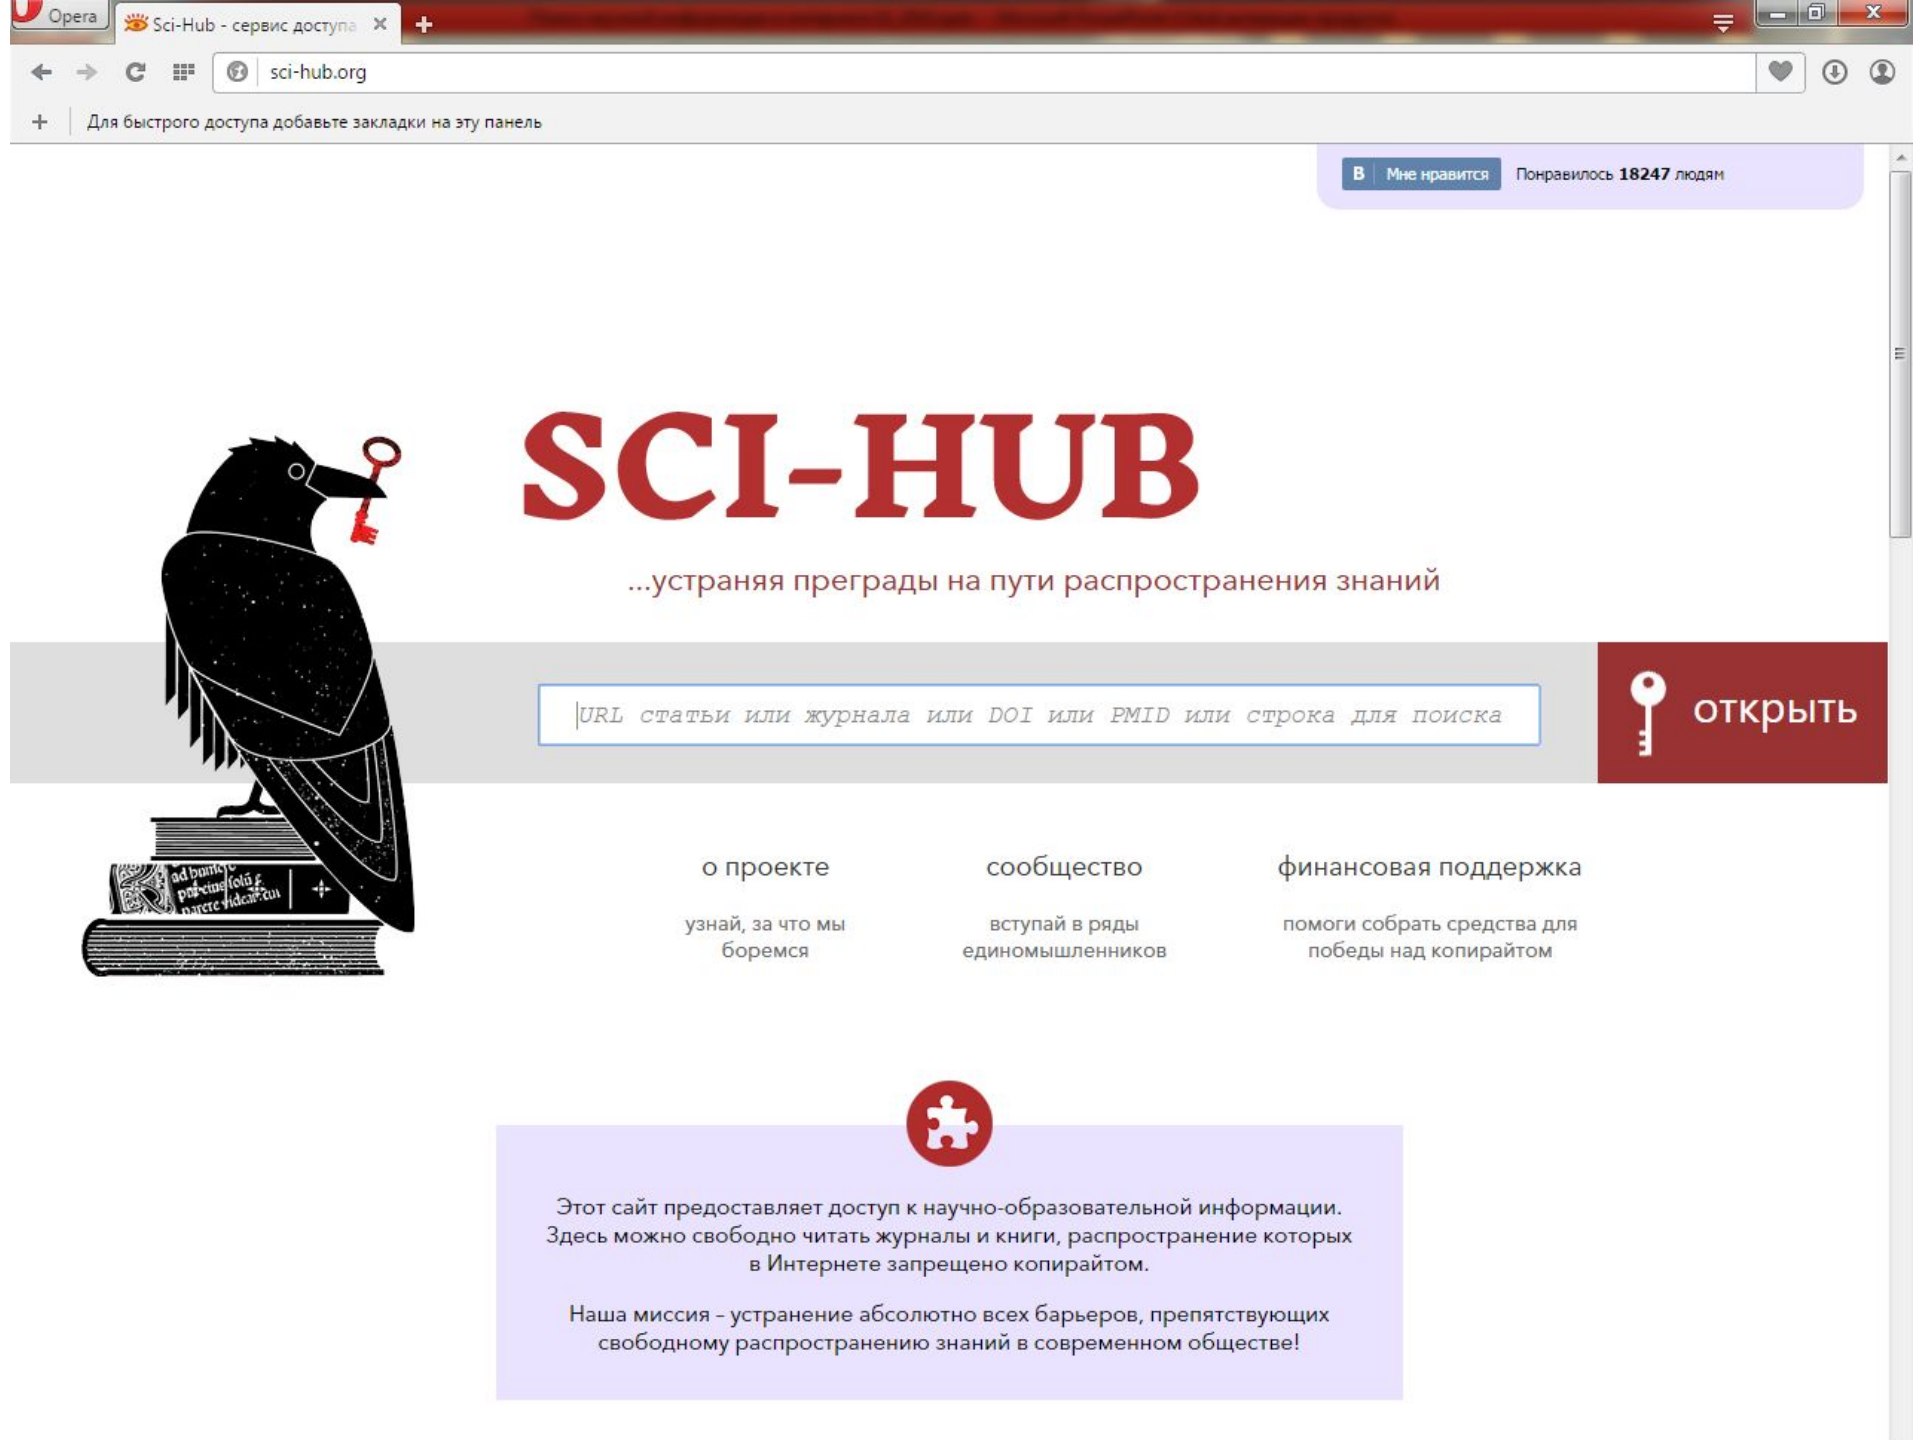 Opera
Sci-Hub - сервис доступа
sci-hub.org
Для быстрого доступа добавьте закладки на эту панель
В Мне нравится Понравилось 18247 людям
SCI-HUB
...устраняя преграды на пути распространения знаний
URL статьи или журнала или DOI или PMID или строка для поиска
открыть
о проекте
узнай, за что мы
боремся
сообщество
вступай в ряды
единомышленников
финансовая поддержка
помоги собрать средства для
победы над копирайтом
Этот сайт предоставляет доступ к научно-образовательной информации.
Здесь можно свободно читать журналы и книги, распространение которых
в Интернете запрещено копирайтом.
Наша миссия – устранение абсолютно всех барьеров, препятствующих
свободному распространению знаний в современном обществе!